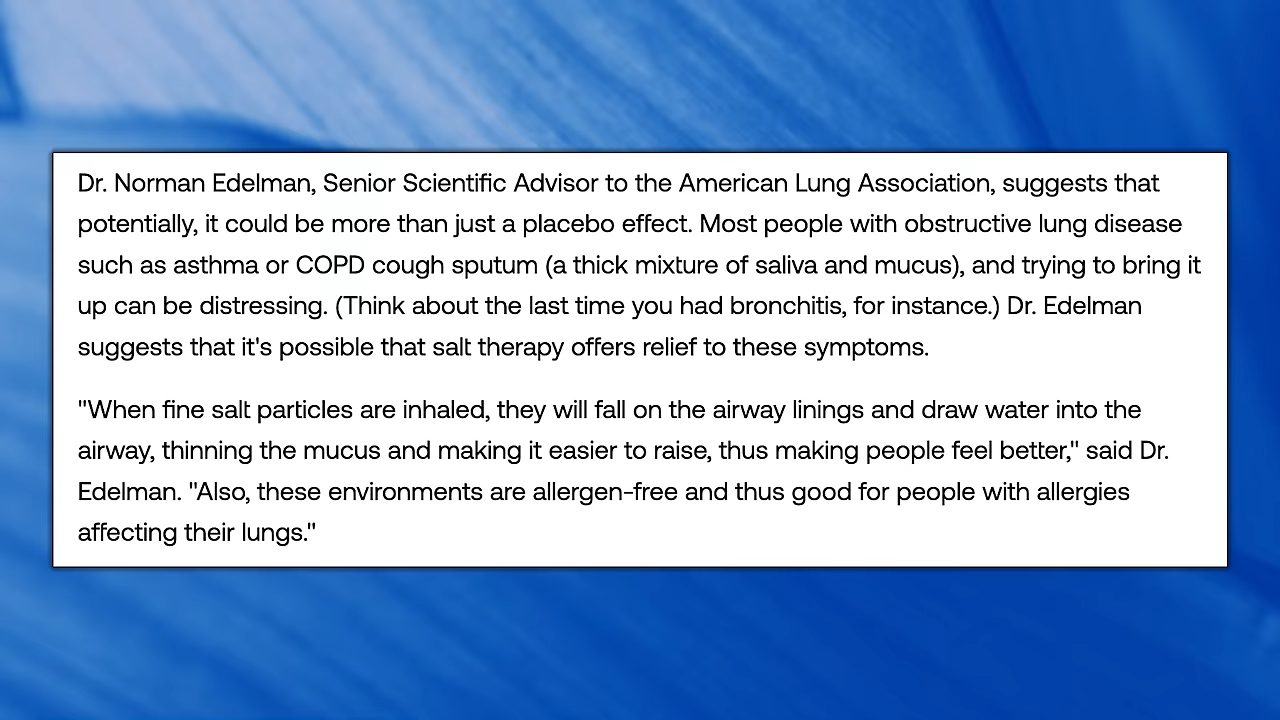 Dr. Norman Edelman, Senior Scientific Advisor to the American Lung Association, suggests that
potentially, it could be more than just a placebo effect. Most people with obstructive lung disease
such as asthma or COPD cough sputum (a thick mixture of saliva and mucus), and trying to bring it
up can be distressing. (Think about the last time you had bronchitis, for instance.) Dr. Edelman
suggests that it's possible that salt therapy offers relief to these symptoms.
"When fine salt particles are inhaled, they will fall on the airway linings and draw water into the
airway, thinning the mucus and making it easier to raise, thus making people feel better," said Dr.
Edelman. "Also, these environments are allergen-free and thus good for people with allergies
affecting their lungs."